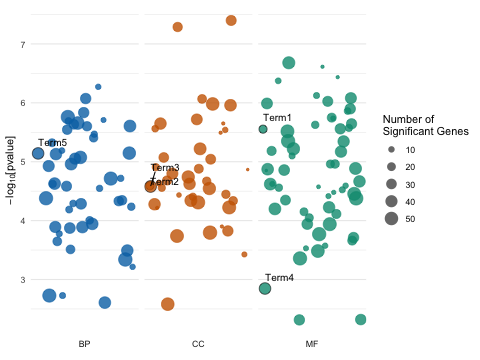 7
6
5
4
3
−log₁₀[pvalue]
Term5
Term3
Term2
Term1
Term4
BP
CC
MF
Number of
Significant Genes
10
20
30
40
50